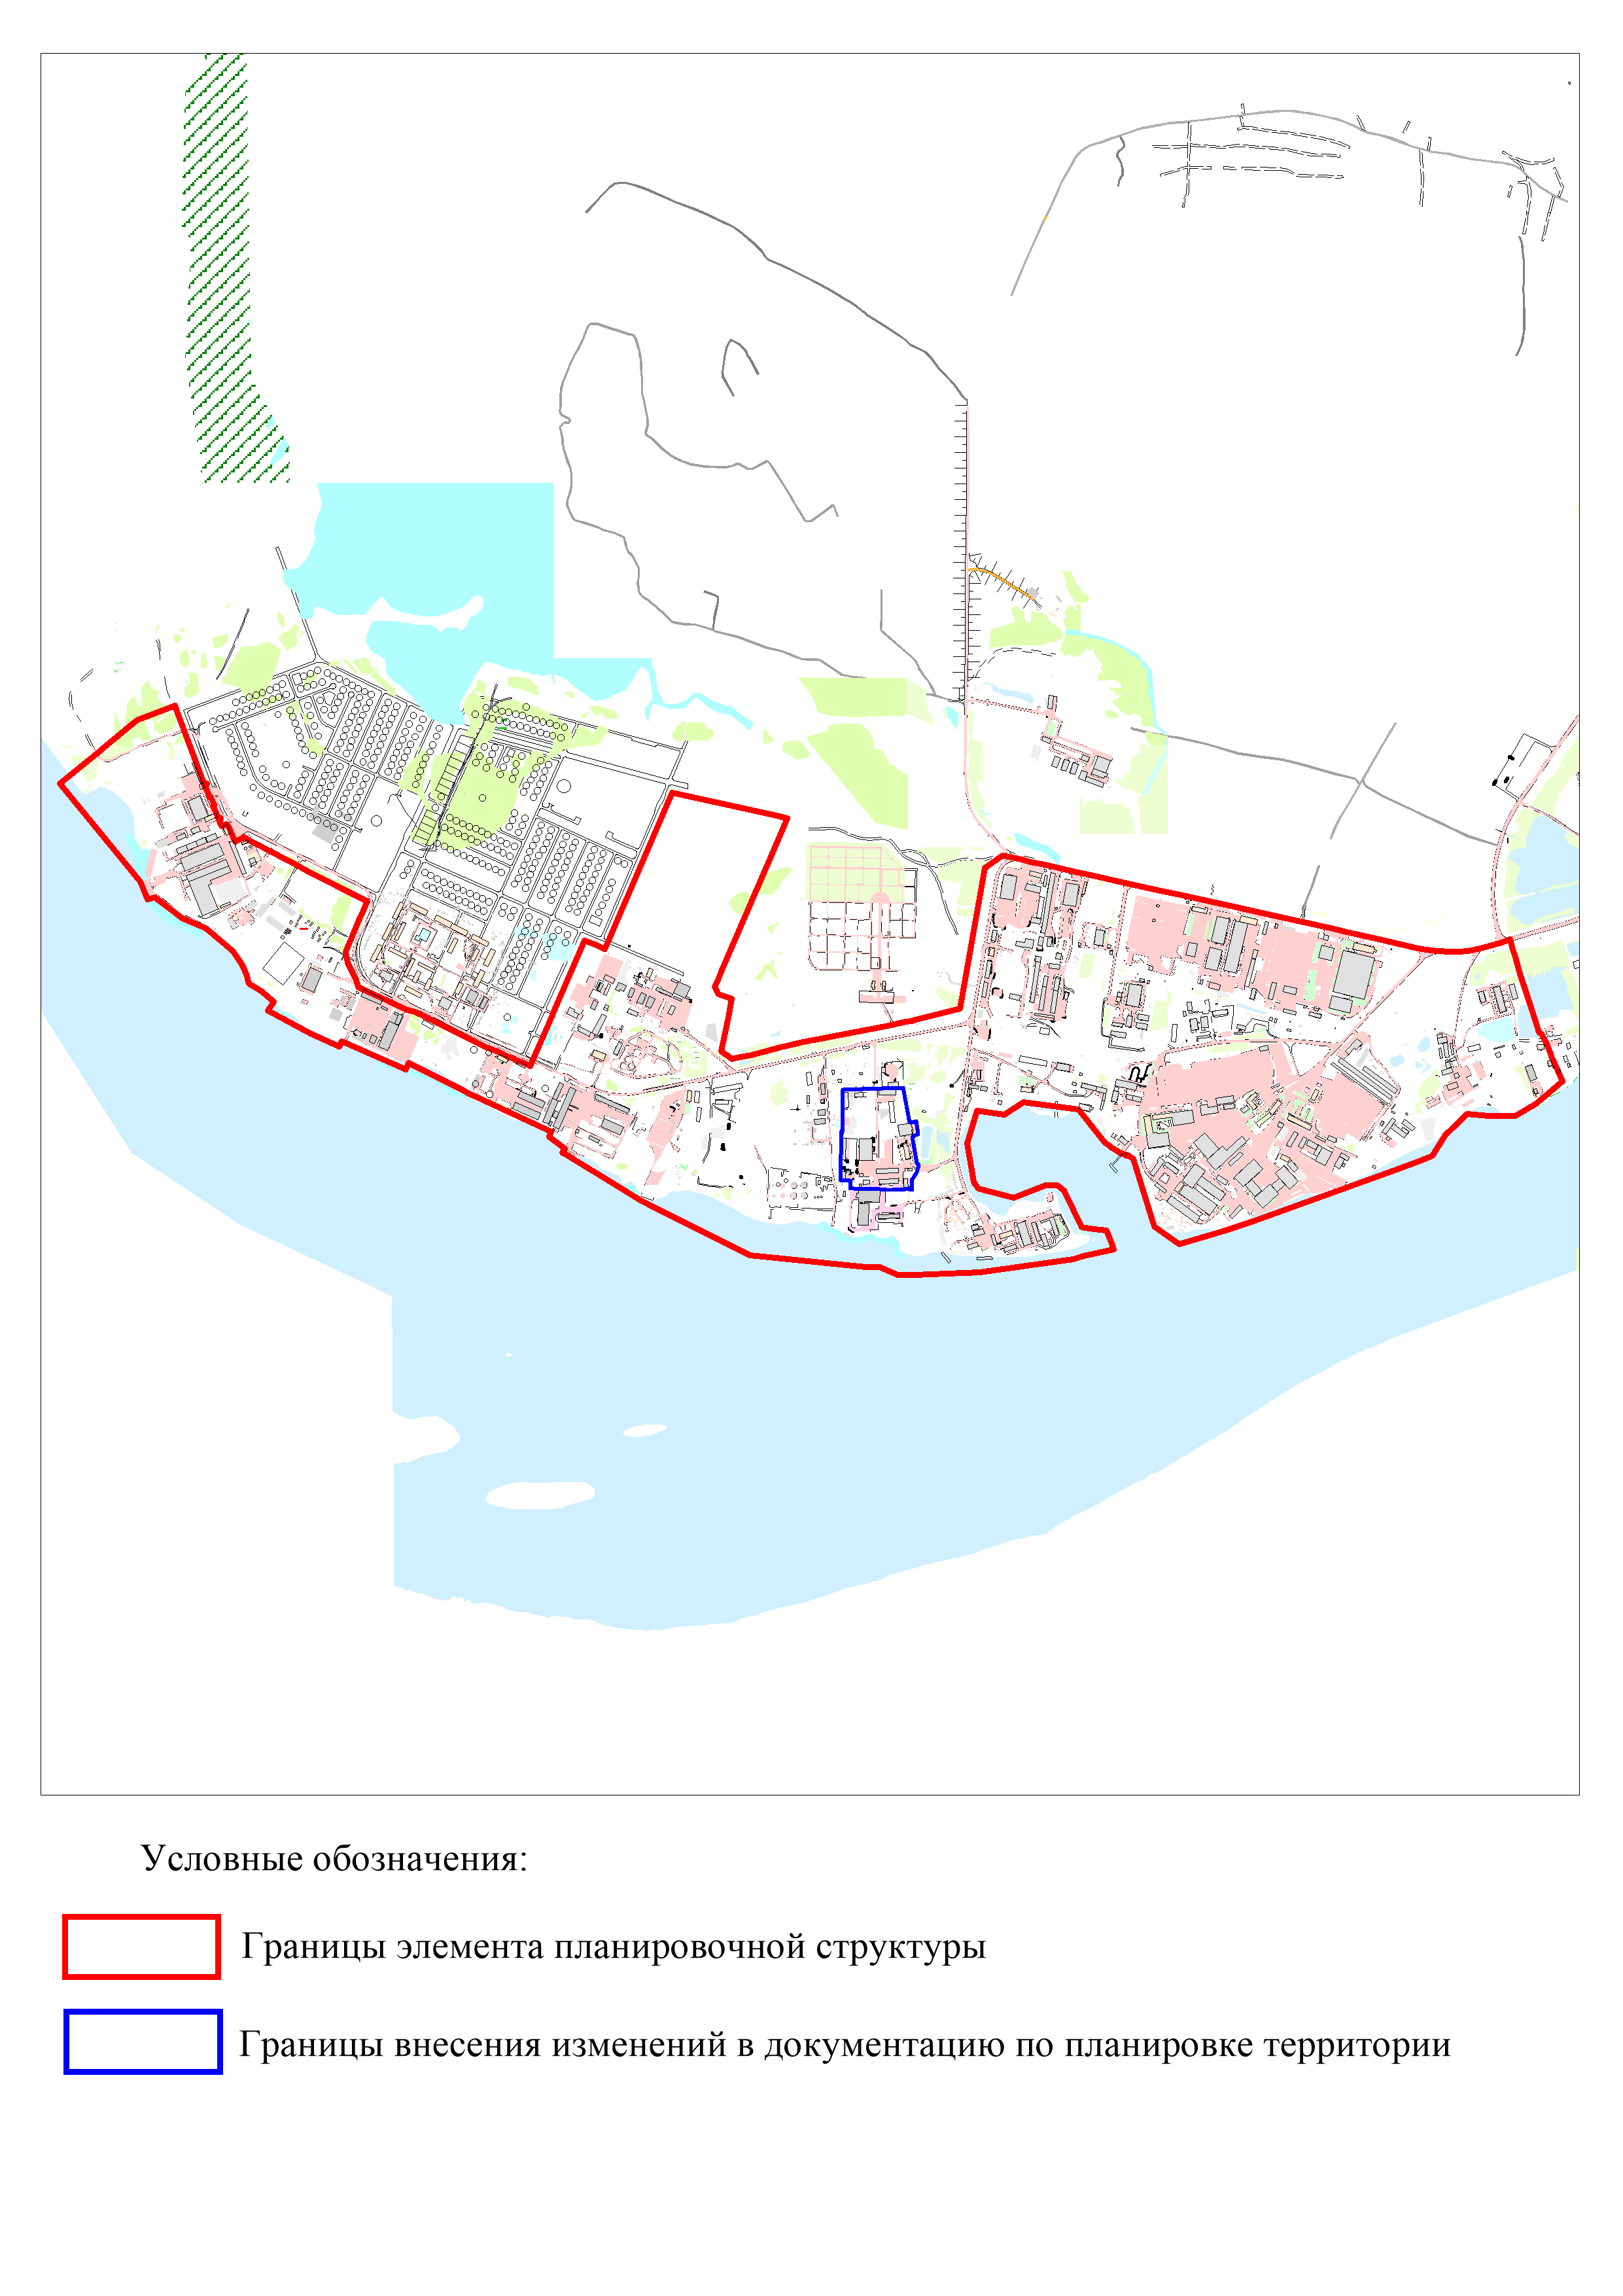 Условные обозначения:
Границы элемента планировочной структуры
Границы внесения изменений в документацию по планировке территории